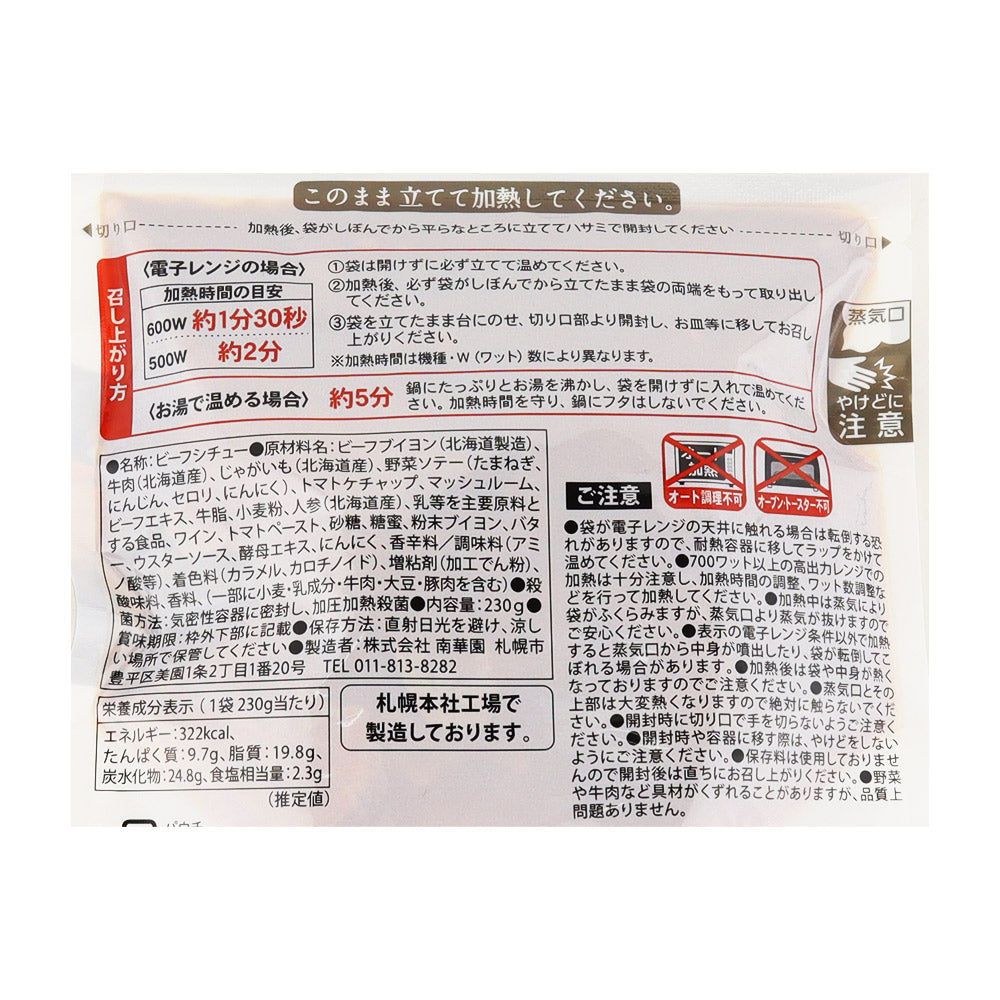 このまま立てて加熱してください。
切り口
加熱後、袋がしぼんでから平らなところに立ててハサミで開封してください
切り口
召し上がり方
〈電子レンジの場合〉
加熱時間の目安
600W 約1分30秒
500W 約2分
①袋は開けずに必ず立てて温めてください。
②加熱後、必ず袋がしぼんでから立てたまま袋の両端をもって取り出し
てください。
③袋を立てたまま台にのせ、切り口部より開封し、お皿等に移してお召し
上がりください。
※加熱時間は機種・W(ワット)数により異なります。
〈お湯で温める場合〉 約5分
鍋にたっぷりとお湯を沸かし、袋を開けずに入れて温めてくだ
さい。加熱時間を守り、鍋にフタはしないでください。
蒸気口
やけどに
注意
●名称:ビーフシチュー●原材料名:ビーフブイヨン(北海道製造)、
牛肉(北海道産)、じゃがいも(北海道産)、野菜ソテー(たまねぎ、
にんじん、セロリ、にんにく)、トマトケチャップ、マッシュルーム、
ビーフエキス、牛脂、小麦粉、人参(北海道産)、乳等を主要原料と
する食品、ワイン、トマトペースト、砂糖、糖蜜、粉末ブイヨン、バタ
ー、ウスターソース、酵母エキス、にんにく、香辛料/調味料(アミ
ノ酸等)、着色料(カラメル、カロチノイド)、増粘剤(加工でん粉)、
酸味料、香料、(一部に小麦・乳成分・牛肉・大豆・豚肉を含む)●殺
菌方法:気密性容器に密封し、加圧加熱殺菌●内容量:230g●
賞味期限:枠外下部に記載●保存方法:直射日光を避け、涼し
い場所で保管してください●製造者:株式会社 南華園 札幌市
豊平区美園1条2丁目1番20号 TEL 011-813-8282
栄養成分表示(1袋230g当たり)
エネルギー:322kcal、
たんぱく質:9.7g、脂質:19.8g、
炭水化物:24.8g、食塩相当量:2.3g
(推定値)
札幌本社工場で
製造しております。
ご注意
オート
加熱
オート調理不可
オーブン・トースター不可
●袋が電子レンジの天井に触れる場合は転倒する恐
れがありますので、耐熱容器に移してラップをかけて
温めてください。●700ワット以上の高出力レンジでの
加熱は十分注意し、加熱時間の調整、ワット数調整な
どを行って加熱してください。●加熱中は蒸気により
袋がふくらみますが、蒸気口より蒸気が抜けますので
ご安心ください。●表示の電子レンジ条件以外で加熱
すると蒸気口から中身が噴出したり、袋が転倒してこ
ぼれる場合があります。●加熱後は袋や中身が熱く
なっておりますのでご注意ください。●蒸気口とその
上部は大変熱くなりますので絶対に触らないでくだ
さい。●開封時に切り口で手を切らないようご注意く
ださい。●開封時や容器に移す際は、やけどをしない
ようにご注意ください。●保存料は使用しておりませ
んので開封後は直ちにお召し上がりください。●野菜
や牛肉など具材がくずれることがありますが、品質上
問題ありません。